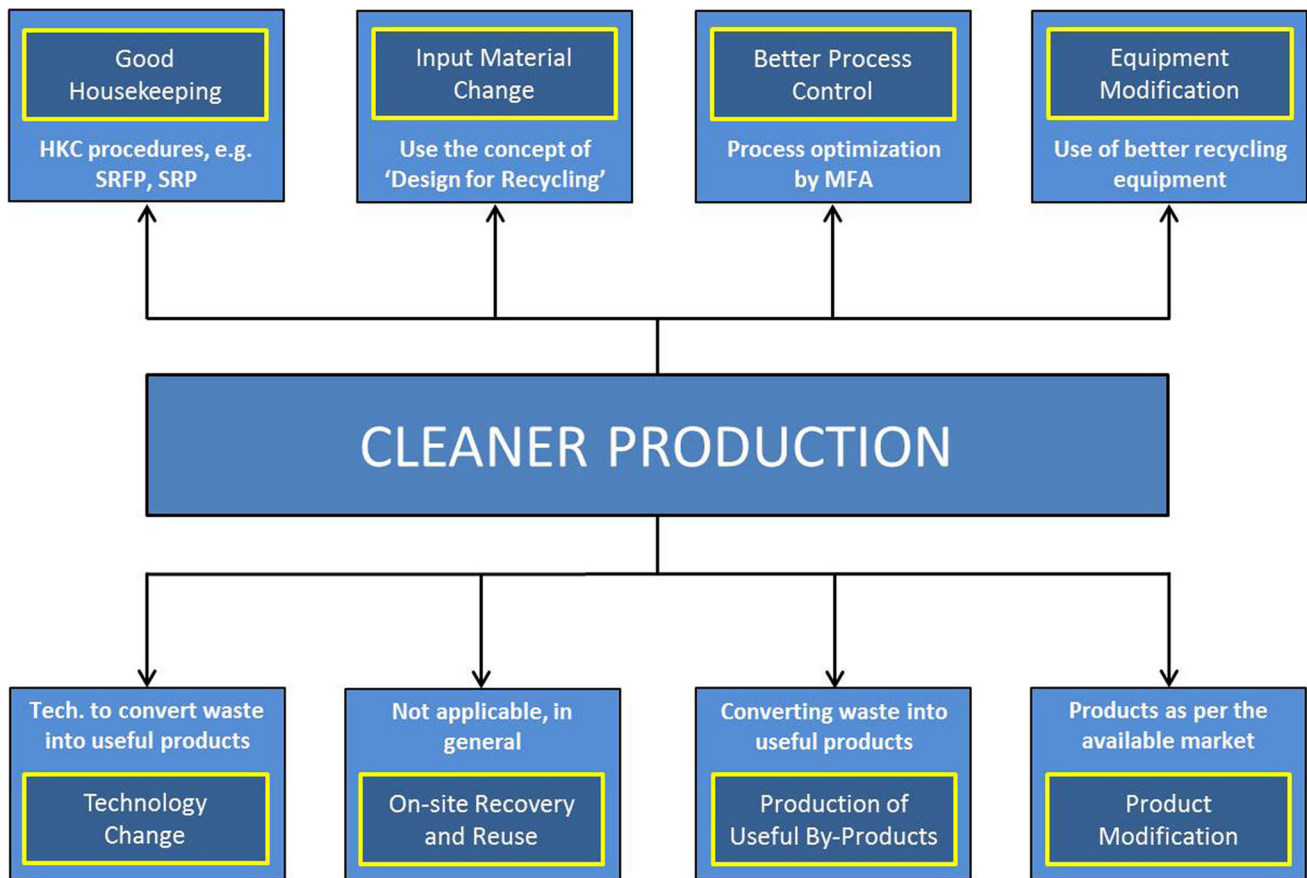 Good
Housekeeping
HKC procedures, e.g.
SRFP, SRP
Input Material
Change
Use the concept of
‘Design for Recycling’
Better Process
Control
Process optimization
by MFA
Equipment
Modification
Use of better recycling
equipment
CLEANER PRODUCTION
Tech. to convert waste
into useful products
Technology
Change
Not applicable, in
general
On-site Recovery
and Reuse
Converting waste into
useful products
Production of
Useful By-Products
Products as per the
available market
Product
Modification